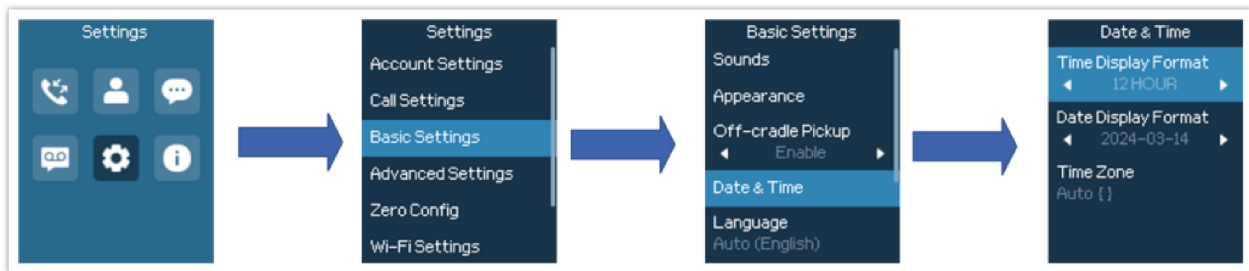 Settings
Settings
Account Settings
Call Settings
Basic Settings
Advanced Settings
Zero Config
Wi-Fi Settings
Basic Settings
Sounds
Appearance
Off-cradle Pickup
Enable
Date & Time
Language
Auto (English)
Date & Time
Time Display Format
12 HOUR
Date Display Format
2024-03-14
Time Zone
Auto { }